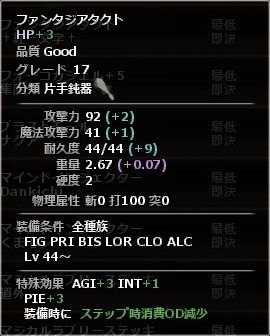 ファンタジアタクト
HP+3
品質 Good
グレード 17
分類 片手鈍器
攻撃力 92 (+2)
魔法攻撃力 41 (+1)
耐久度 44/44 (+9)
重量 2.67 (+0.07)
硬度 2
物理属性 斬0 打100 突0
装備条件 全種族
FIG PRI BIS LOR CLO ALC
Lv 44～
特殊効果 AGI+3 INT+1
PIE+3
装備時に ステップ時消費OD減少